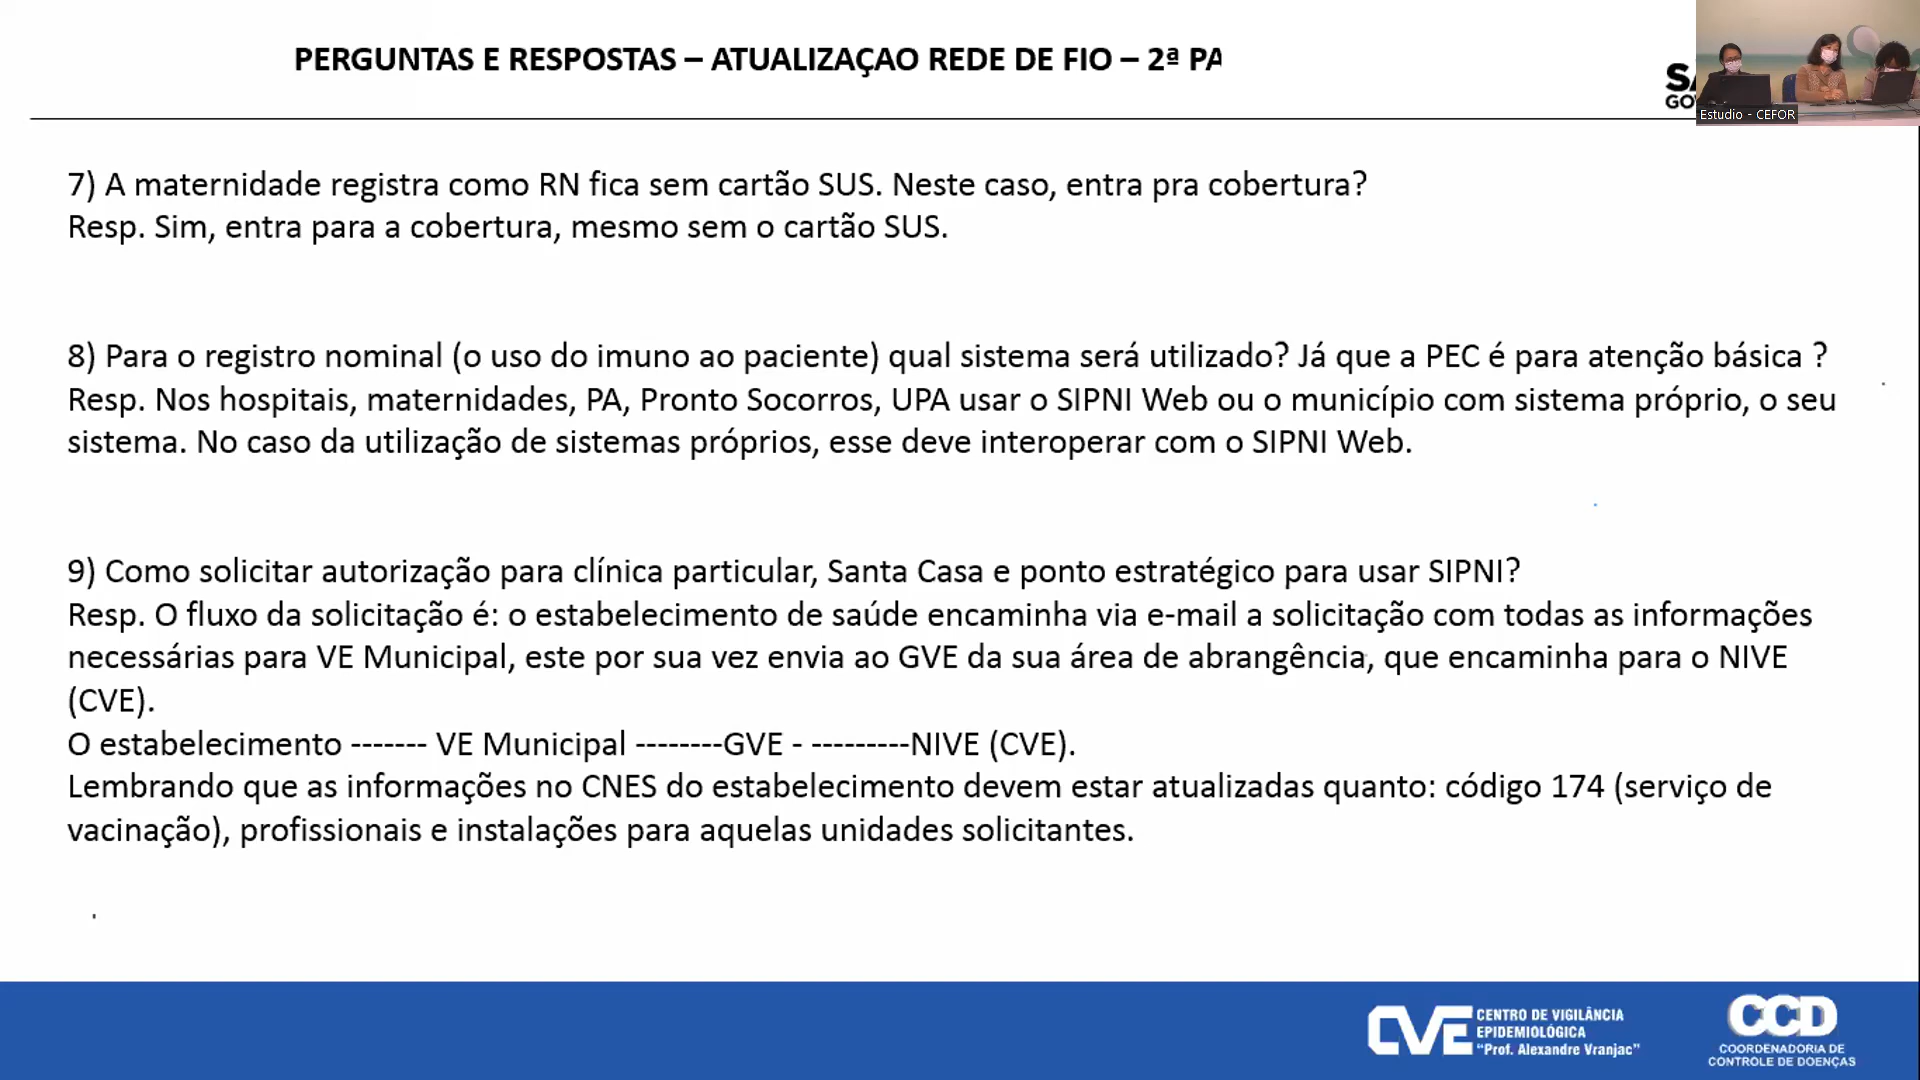 PERGUNTAS E RESPOSTAS – ATUALIZAÇAO REDE DE FIO – 2ª PA
Estudio - CEFOR
7) A maternidade registra como RN fica sem cartão SUS. Neste caso, entra pra cobertura?
Resp. Sim, entra para a cobertura, mesmo sem o cartão SUS.
8) Para o registro nominal (o uso do imuno ao paciente) qual sistema será utilizado? Já que a PEC é para atenção básica ?
Resp. Nos hospitais, maternidades, PA, Pronto Socorros, UPA usar o SIPNI Web ou o município com sistema próprio, o seu
sistema. No caso da utilização de sistemas próprios, esse deve interoperar com o SIPNI Web.
9) Como solicitar autorização para clínica particular, Santa Casa e ponto estratégico para usar SIPNI?
Resp. O fluxo da solicitação é: o estabelecimento de saúde encaminha via e-mail a solicitação com todas as informações
necessárias para VE Municipal, este por sua vez envia ao GVE da sua área de abrangência, que encaminha para o NIVE
(CVE).
O estabelecimento ------- VE Municipal --------GVE - ---------NIVE (CVE).
Lembrando que as informações no CNES do estabelecimento devem estar atualizadas quanto: código 174 (serviço de
vacinação), profissionais e instalações para aquelas unidades solicitantes.
CVE CENTRO DE VIGILÂNCIA
EPIDEMIOLÓGICA
"Prof. Alexandre Vranjac"
CCD
COORDENADORIA DE
CONTROLE DE DOENÇAS